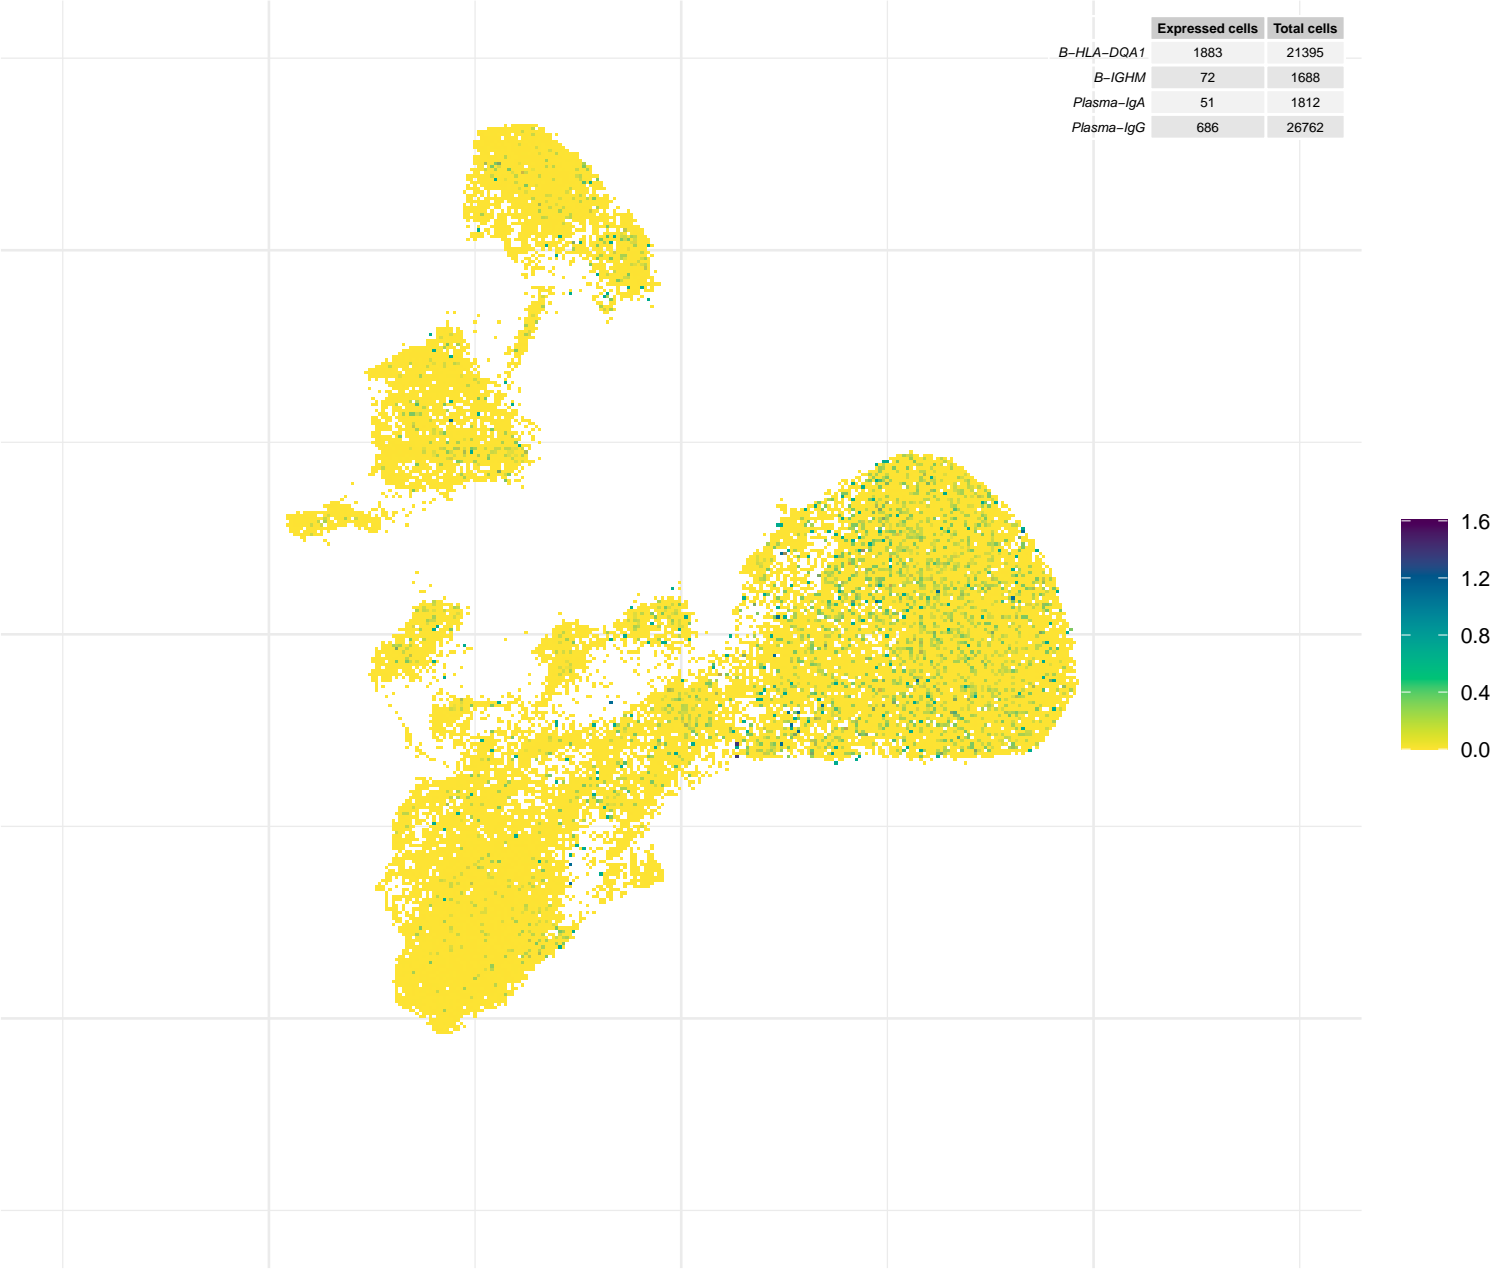 Expressed cells Total cells
B−HLA−DQA1 1883 21395
B−IGHM 72 1688
Plasma−IgA 51 1812
Plasma−IgG 686 26762
1.6
1.2
0.8
0.4
0.0